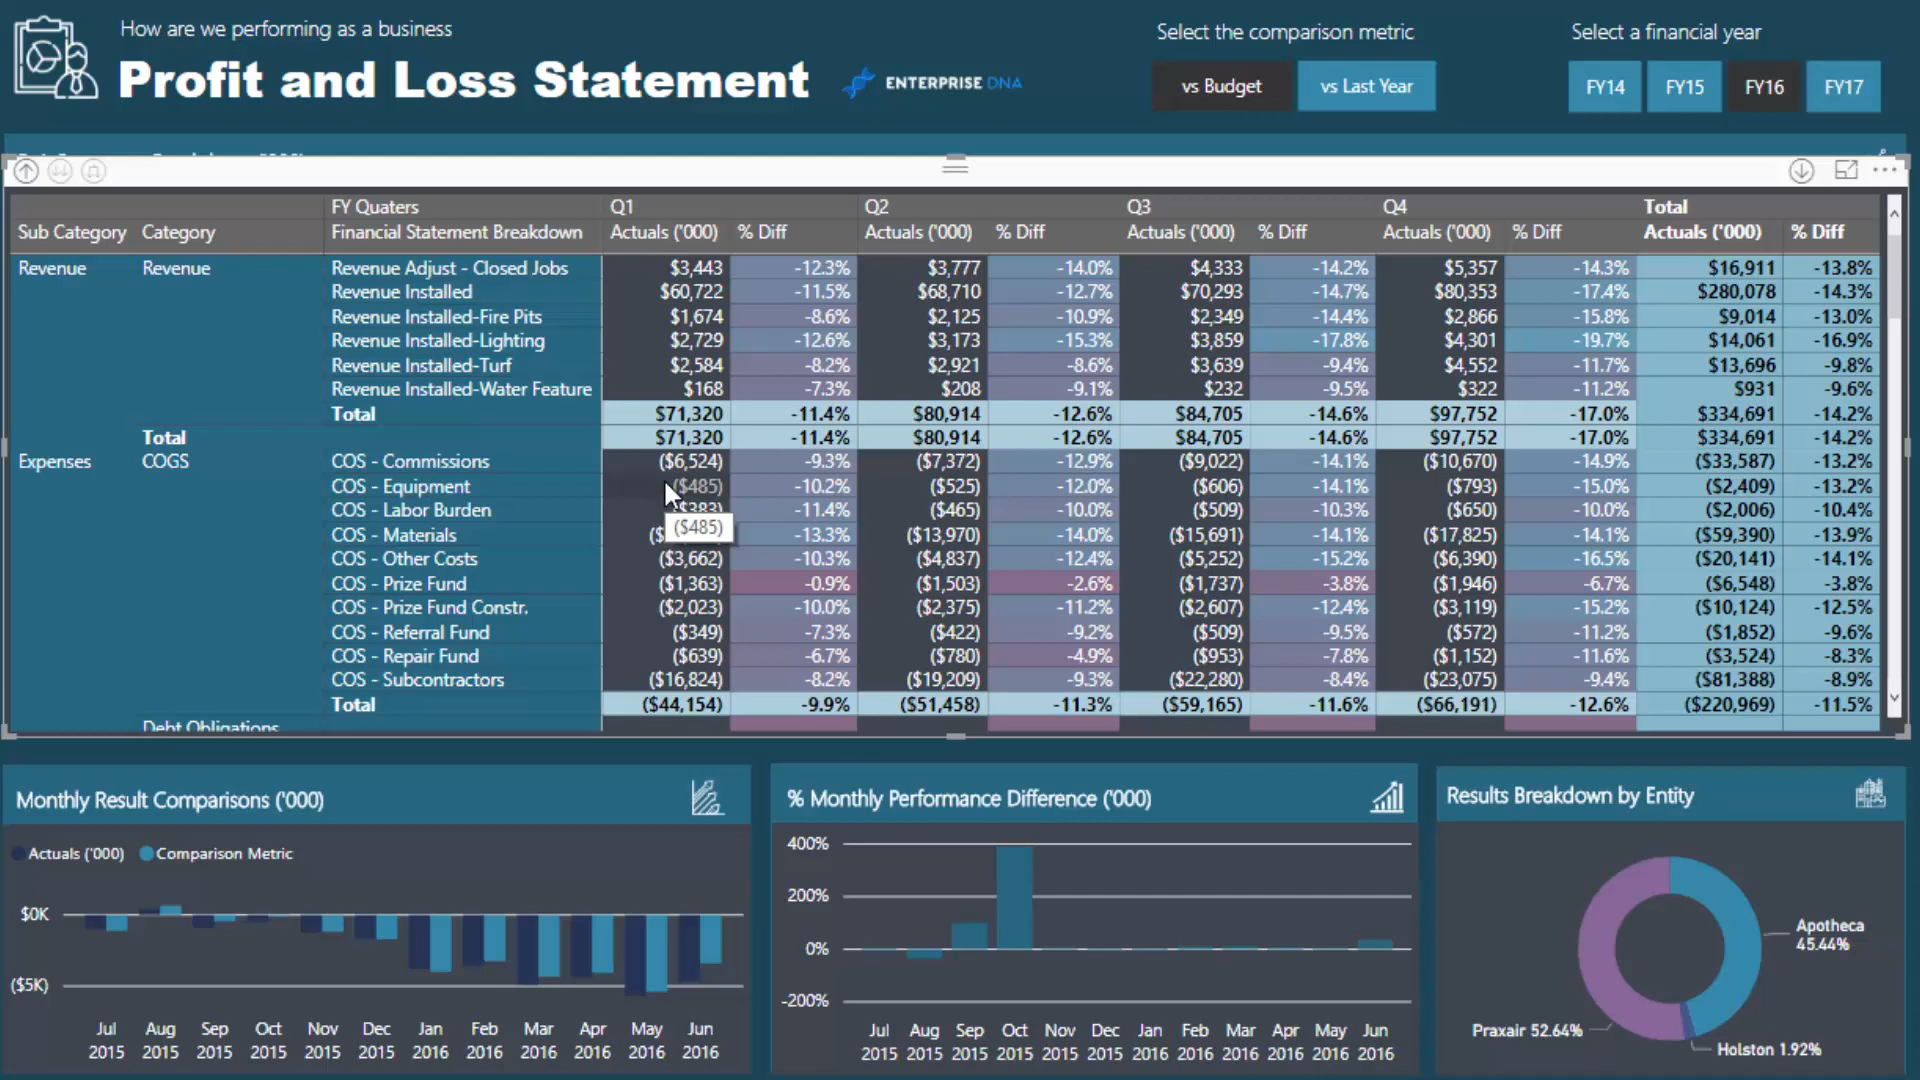 How are we performing as a business
Profit and Loss Statement
ENTERPRISE DNA
Select the comparison metric
vs Budget vs Last Year
Select a financial year
FY14 FY15 FY16 FY17
FY Quaters Q1 Q2 Q3 Q4 Total
Sub Category Category Financial Statement Breakdown Actuals ('000) % Diff Actuals ('000) % Diff Actuals ('000) % Diff Actuals ('000) % Diff Actuals ('000) % Diff
Revenue Revenue Revenue Adjust - Closed Jobs $3,443 -12.3% $3,777 -14.0% $4,333 -14.2% $5,357 -14.3% $16,911 -13.8%
Revenue Installed $60,722 -11.5% $68,710 -12.7% $70,293 -14.7% $80,353 -17.4% $280,078 -14.3%
Revenue Installed-Fire Pits $1,674 -8.6% $2,125 -10.9% $2,349 -14.4% $2,866 -15.8% $9,014 -13.0%
Revenue Installed-Lighting $2,729 -12.6% $3,173 -15.3% $3,859 -17.8% $4,301 -19.7% $14,061 -16.9%
Revenue Installed-Turf $2,584 -8.2% $2,921 -8.6% $3,639 -9.4% $4,552 -11.7% $13,696 -9.8%
Revenue Installed-Water Feature $168 -7.3% $208 -9.1% $232 -9.5% $322 -11.2% $931 -9.6%
Total $71,320 -11.4% $80,914 -12.6% $84,705 -14.6% $97,752 -17.0% $334,691 -14.2%
Total $71,320 -11.4% $80,914 -12.6% $84,705 -14.6% $97,752 -17.0% $334,691 -14.2%
Expenses COGS COS - Commissions ($6,524) -9.3% ($7,372) -12.9% ($9,022) -14.1% ($10,670) -14.9% ($33,587) -13.2%
COS - Equipment ($485) -10.2% ($525) -12.0% ($606) -14.1% ($793) -15.0% ($2,409) -13.2%
COS - Labor Burden ($383) -11.4% ($465) -10.0% ($509) -10.3% ($650) -10.0% ($2,006) -10.4%
($485)
COS - Materials -13.3% ($13,970) -14.0% ($15,691) -14.1% ($17,825) -14.1% ($59,390) -13.9%
COS - Other Costs ($3,662) -10.3% ($4,837) -12.4% ($5,252) -15.2% ($6,390) -16.5% ($20,141) -14.1%
COS - Prize Fund ($1,363) -0.9% ($1,503) -2.6% ($1,737) -3.8% ($1,946) -6.7% ($6,548) -3.8%
COS - Prize Fund Constr. ($2,023) -10.0% ($2,375) -11.2% ($2,607) -12.4% ($3,119) -15.2% ($10,124) -12.5%
COS - Referral Fund ($349) -7.3% ($422) -9.2% ($509) -9.5% ($572) -11.2% ($1,852) -9.6%
COS - Repair Fund ($639) -6.7% ($780) -4.9% ($953) -7.8% ($1,152) -11.6% ($3,524) -8.3%
COS - Subcontractors ($16,824) -8.2% ($19,209) -9.3% ($22,280) -8.4% ($23,075) -9.4% ($81,388) -8.9%
Total ($44,154) -9.9% ($51,458) -11.3% ($59,165) -11.6% ($66,191) -12.6% ($220,969) -11.5%
Debt Obligations
Monthly Result Comparisons ('000)
Actuals ('000) Comparison Metric
$0K
($5K)
Jul Aug Sep Oct Nov Dec Jan Feb Mar Apr May Jun
2015 2015 2015 2015 2015 2015 2016 2016 2016 2016 2016 2016
% Monthly Performance Difference ('000)
400%
200%
0%
-200%
Jul Aug Sep Oct Nov Dec Jan Feb Mar Apr May Jun
2015 2015 2015 2015 2015 2015 2016 2016 2016 2016 2016 2016
Results Breakdown by Entity
Apotheca
45.44%
Praxair 52.64%
Holston 1.92%